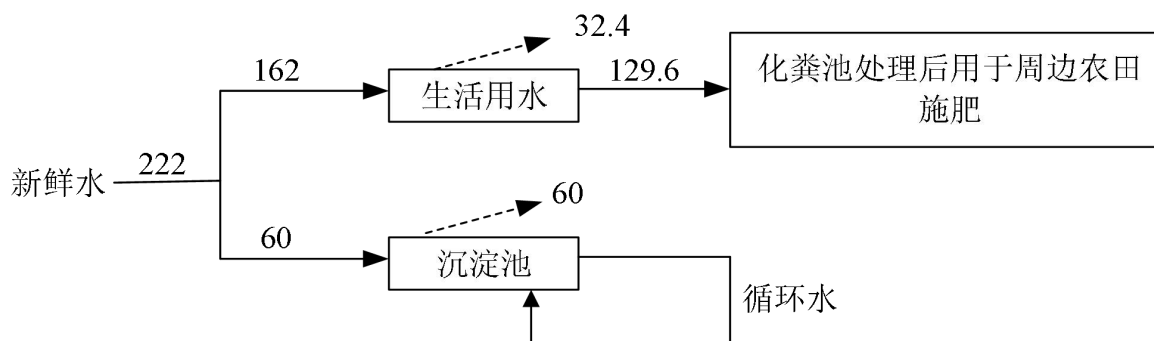 32.4
162
生活用水
129.6
化粪池处理后用于周边农田
施肥
新鲜水
222
60
60
沉淀池
循环水